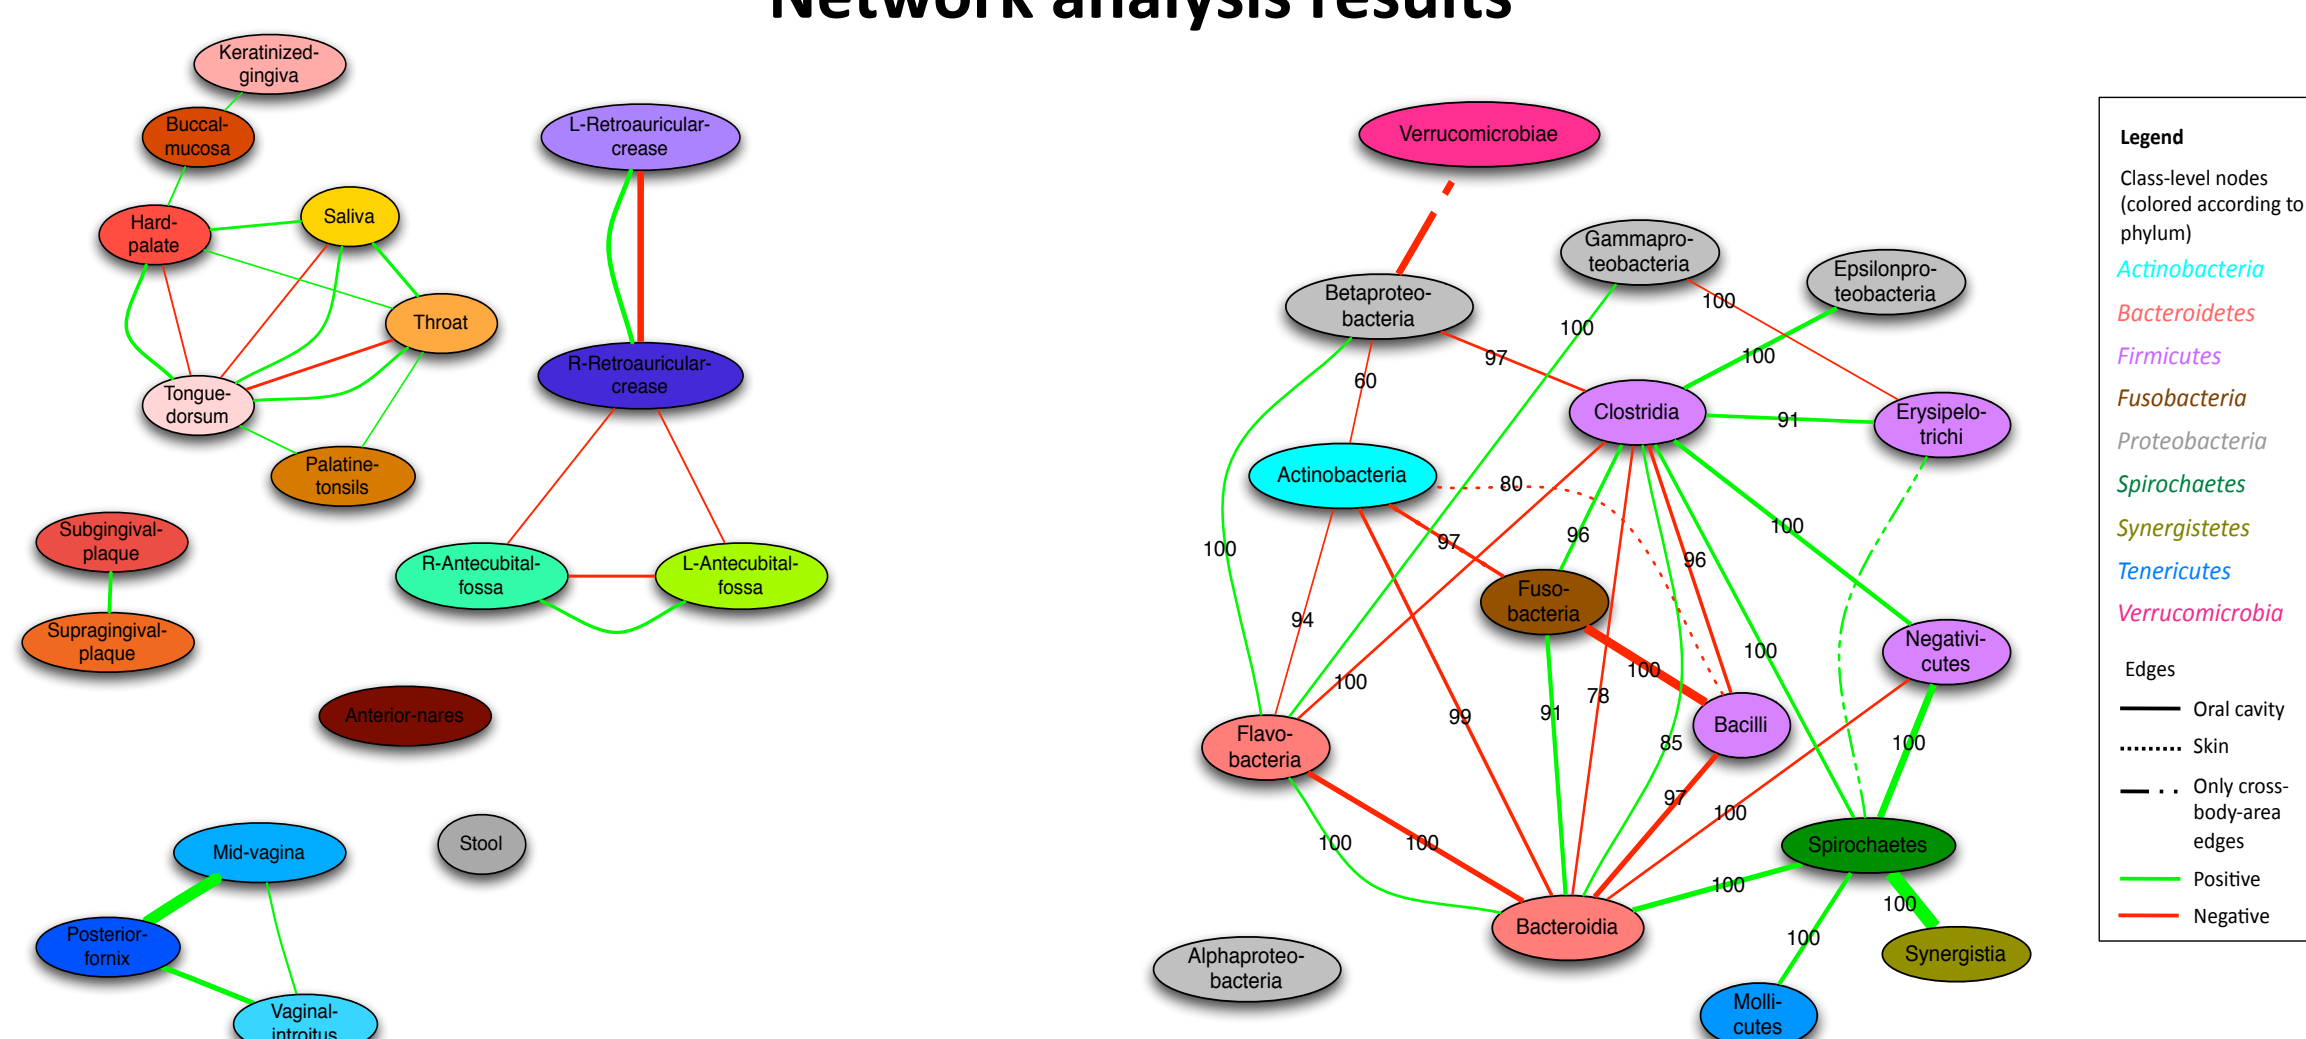 Network analysis results
Keratinized-
gingiva
Buccal-
mucosa
Hard-
palate
Saliva
Throat
Tongue-
dorsum
Palatine-
tonsils
Subgingival-
plaque
Supragingival-
plaque
L-Retroauricular-
crease
R-Retroauricular-
crease
R-Antecubital-
fossa
L-Antecubital-
fossa
Anterior-nares
Stool
Mid-vagina
Posterior-
fornix
Vaginal-
introitus
Verrucomicrobiae
Gammapro-
teobacteria
Epsilonpro-
teobacteria
Betaproteo-
bacteria
100
100
97
100
60
Clostridia
91
Erysipelo-
trichi
Actinobacteria
80
100
97
96
100
96
Fuso-
bacteria
94
Negativi-
cutes
100
100
100
78
91
99
Bacilli
Flavo-
bacteria
85
100
97
100
100
100
Spirochaetes
100
100
Bacteroidia
100
Synergistia
Alphaproteo-
bacteria
Molli-
cutes
Legend
Class-level nodes
(colored according to
phylum)
Actinobacteria
Bacteroidetes
Firmicutes
Fusobacteria
Proteobacteria
Spirochaetes
Synergistetes
Tenericutes
Verrucomicrobia
Edges
Oral cavity
Skin
Only cross-
body-area
edges
Positive
Negative